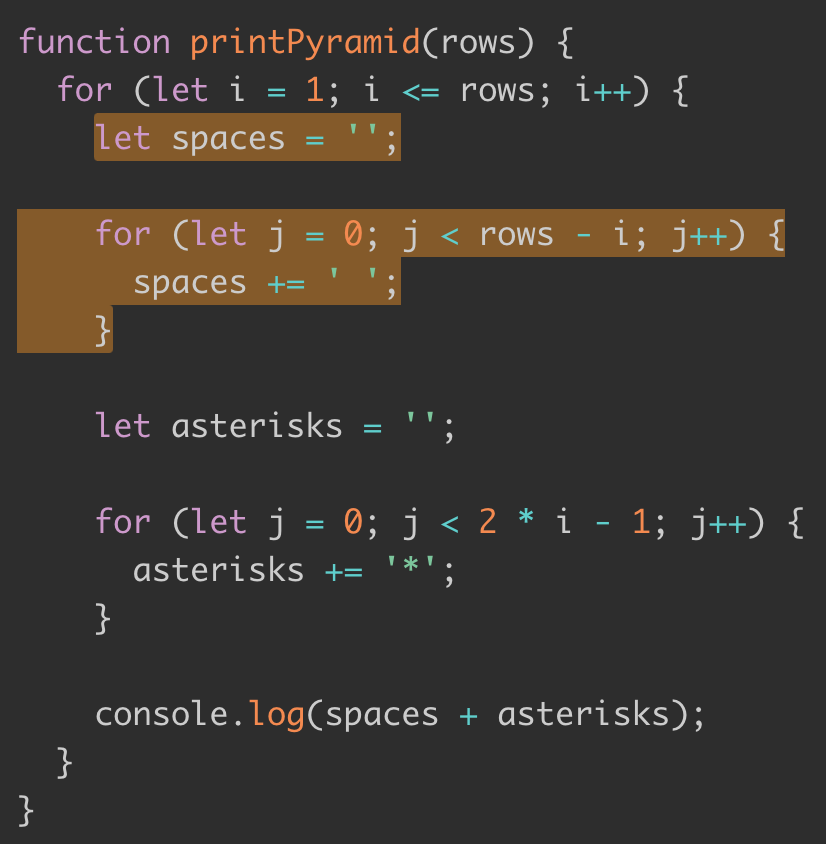 function printPyramid(rows) {
  for (let i = 1; i <= rows; i++) {
    let spaces = '';

    for (let j = 0; j < rows - i; j++) {
      spaces += ' ';
    }

    let asterisks = '';

    for (let j = 0; j < 2 * i - 1; j++) {
      asterisks += '*';
    }

    console.log(spaces + asterisks);
  }
}